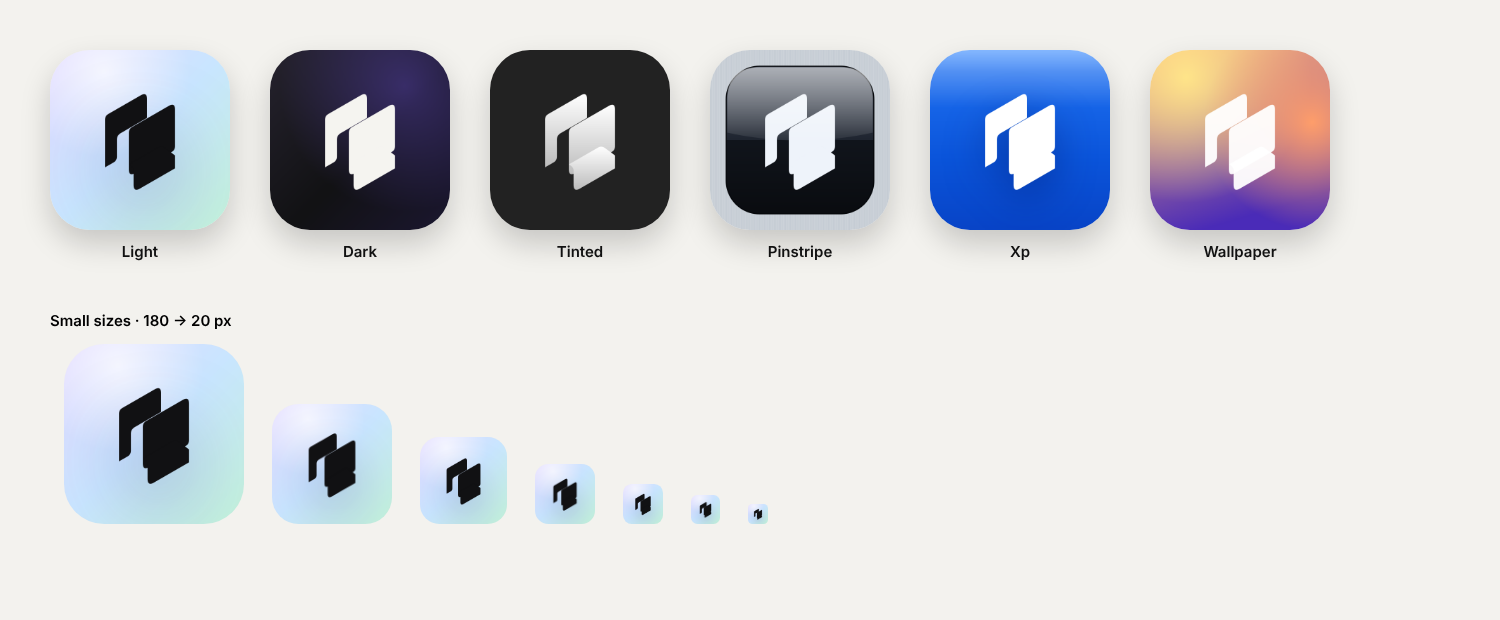 Light
Dark
Tinted
Pinstripe
Xp
Wallpaper
Small sizes · 180 → 20 px